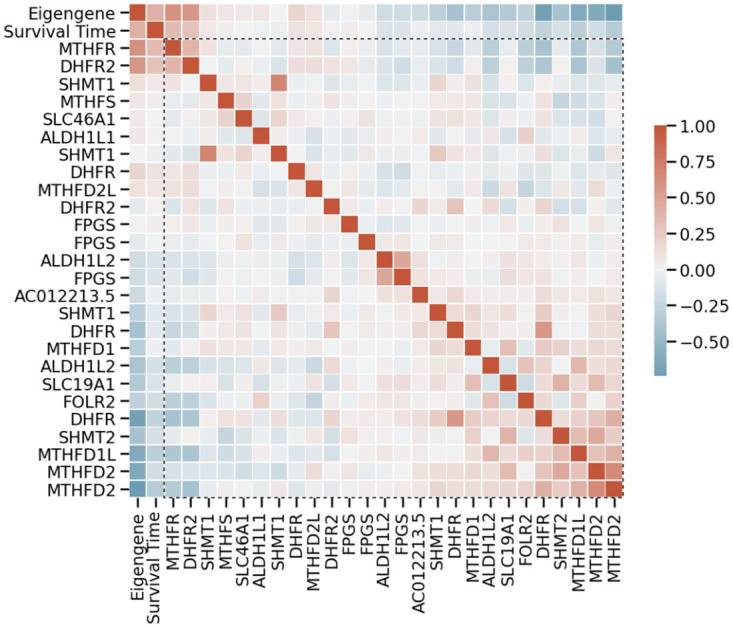 Eigengene
Survival Time
MTHFR
DHFR2
SHMT1
MTHFS
SLC46A1
ALDH1L1
SHMT1
DHFR
MTHFD2L
DHFR2
FPGS
FPGS
ALDH1L2
FPGS
AC012213.5
SHMT1
DHFR
MTHFD1
ALDH1L2
SLC19A1
FOLR2
DHFR
SHMT2
MTHFD1L
MTHFD2
MTHFD2
1.00
0.75
0.50
0.25
0.00
−0.25
−0.50
Eigengene
Survival Time
MTHFR
DHFR2
SHMT1
MTHFS
SLC46A1
ALDH1L1
SHMT1
DHFR
MTHFD2L
DHFR2
FPGS
FPGS
ALDH1L2
FPGS
AC012213.5
SHMT1
DHFR
MTHFD1
ALDH1L2
SLC19A1
FOLR2
DHFR
SHMT2
MTHFD1L
MTHFD2
MTHFD2